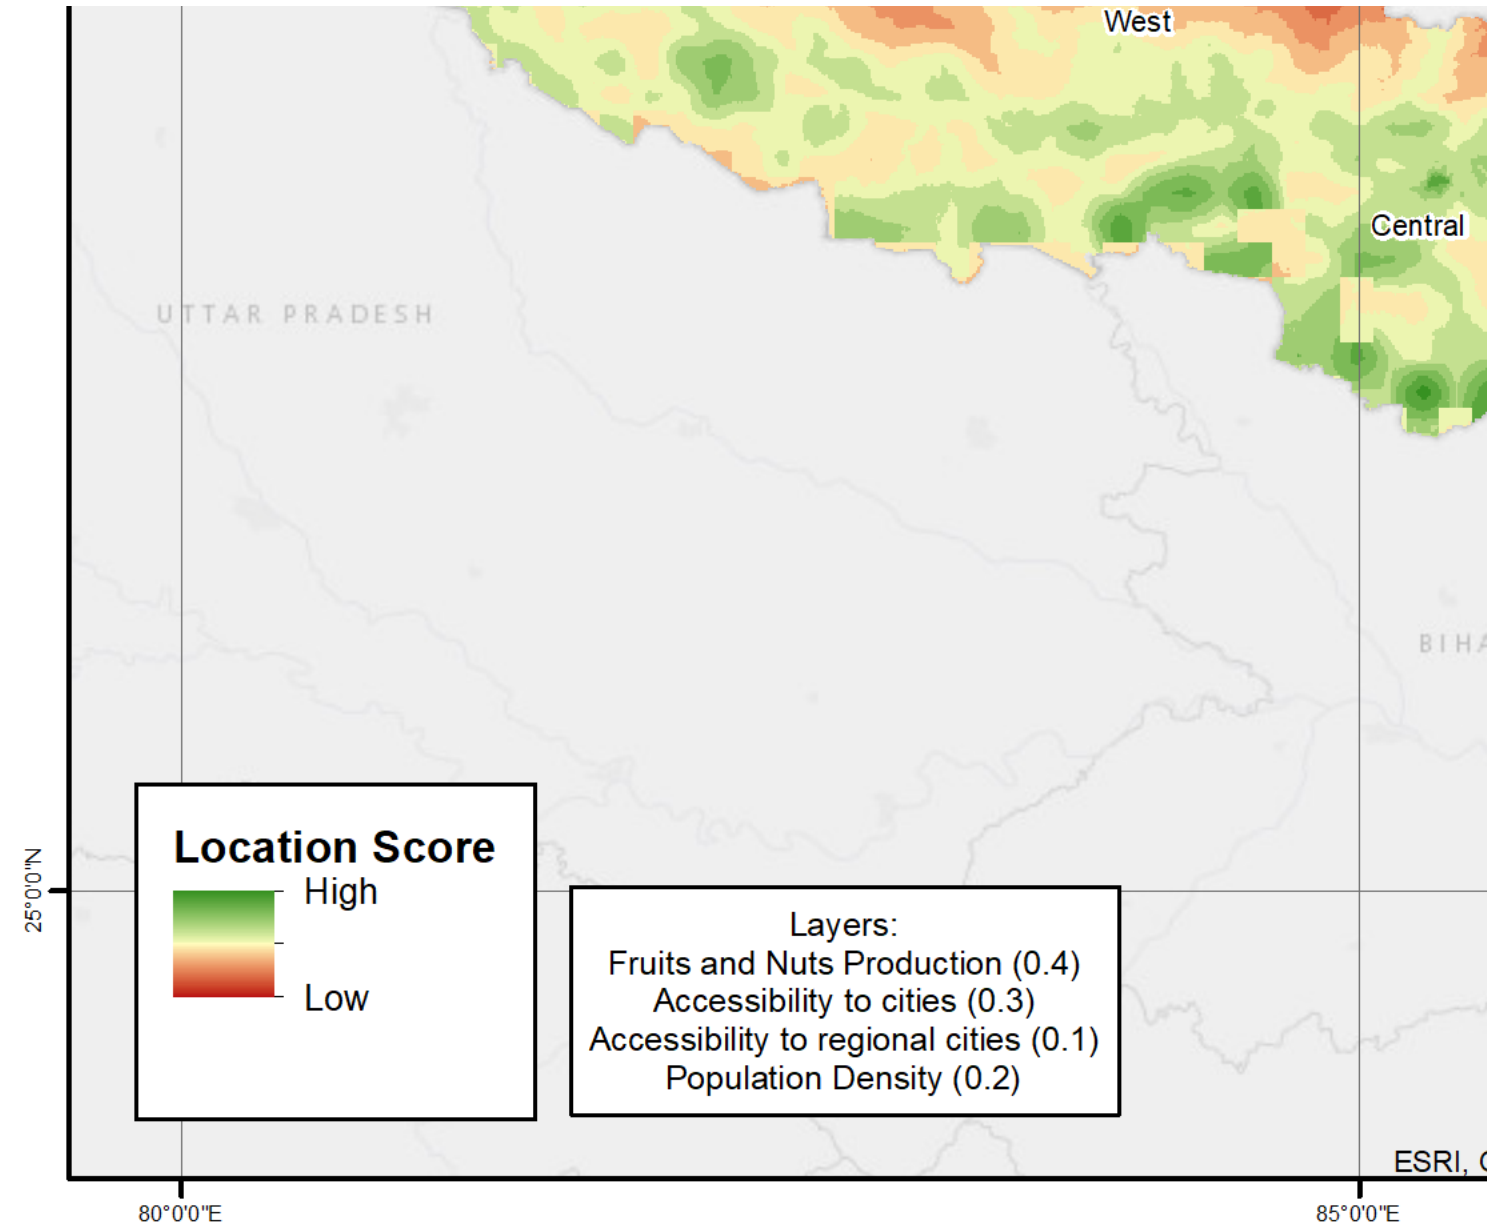 West
Central
UTTAR PRADESH
BIHA
25°0'0"N
Location Score
High
Low
Layers:
Fruits and Nuts Production (0.4)
Accessibility to cities (0.3)
Accessibility to regional cities (0.1)
Population Density (0.2)
ESRI,
80°0'0"E
85°0'0"E